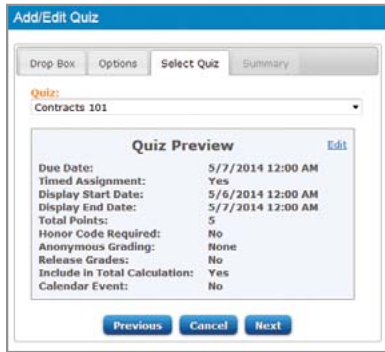 Add/Edit Quiz
Drop Box Options Select Quiz Summary
Quiz:
Contracts 101
Quiz Preview Edit
Due Date: 5/7/2014 12:00 AM
Timed Assignment: Yes
Display Start Date: 5/6/2014 12:00 AM
Display End Date: 5/7/2014 12:00 AM
Total Points: 5
Honor Code Required: No
Anonymous Grading: None
Release Grades: No
Include in Total Calculation: Yes
Calendar Event: No
Previous Cancel Next